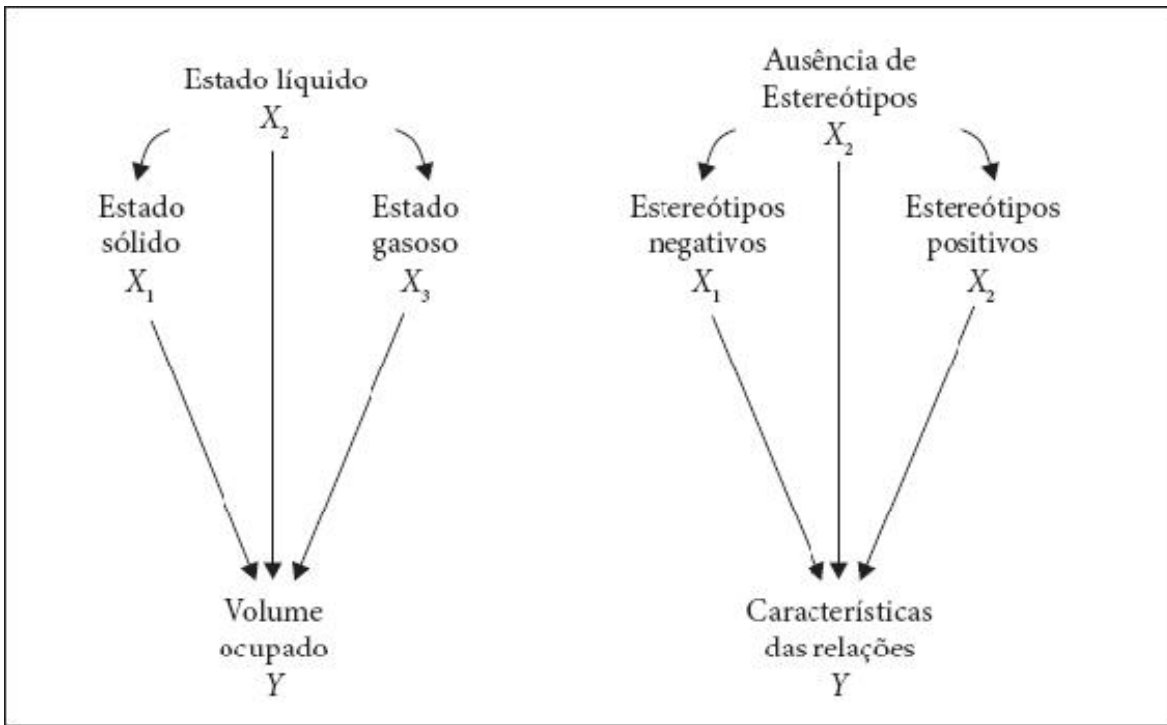 Estado líquido
X₂
Estado
sólido
X₁
Estado
gasoso
X₃
Volume
ocupado
Y
Ausência de
Estereótipos
X₂
Estereótipos
negativos
X₁
Estereótipos
positivos
X₂
Características
das relações
Y